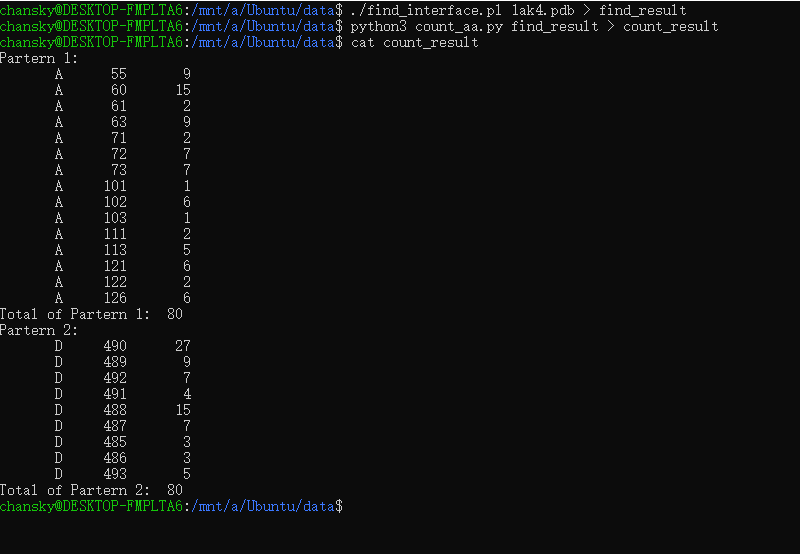 chansky@DESKTOP-FMPLTA6:/mnt/a/Ubuntu/data$ ./find_interface.pl 1ak4.pdb > find_result
chansky@DESKTOP-FMPLTA6:/mnt/a/Ubuntu/data$ python3 count_aa.py find_result > count_result
chansky@DESKTOP-FMPLTA6:/mnt/a/Ubuntu/data$ cat count_result
Partern 1:
A 55 9
A 60 15
A 61 2
A 63 9
A 71 2
A 72 7
A 73 7
A 101 1
A 102 6
A 103 1
A 111 2
A 113 5
A 121 6
A 122 2
A 126 6
Total of Partern 1: 80
Partern 2:
D 490 27
D 489 9
D 492 7
D 491 4
D 488 15
D 487 7
D 485 3
D 486 3
D 493 5
Total of Partern 2: 80
chansky@DESKTOP-FMPLTA6:/mnt/a/Ubuntu/data$